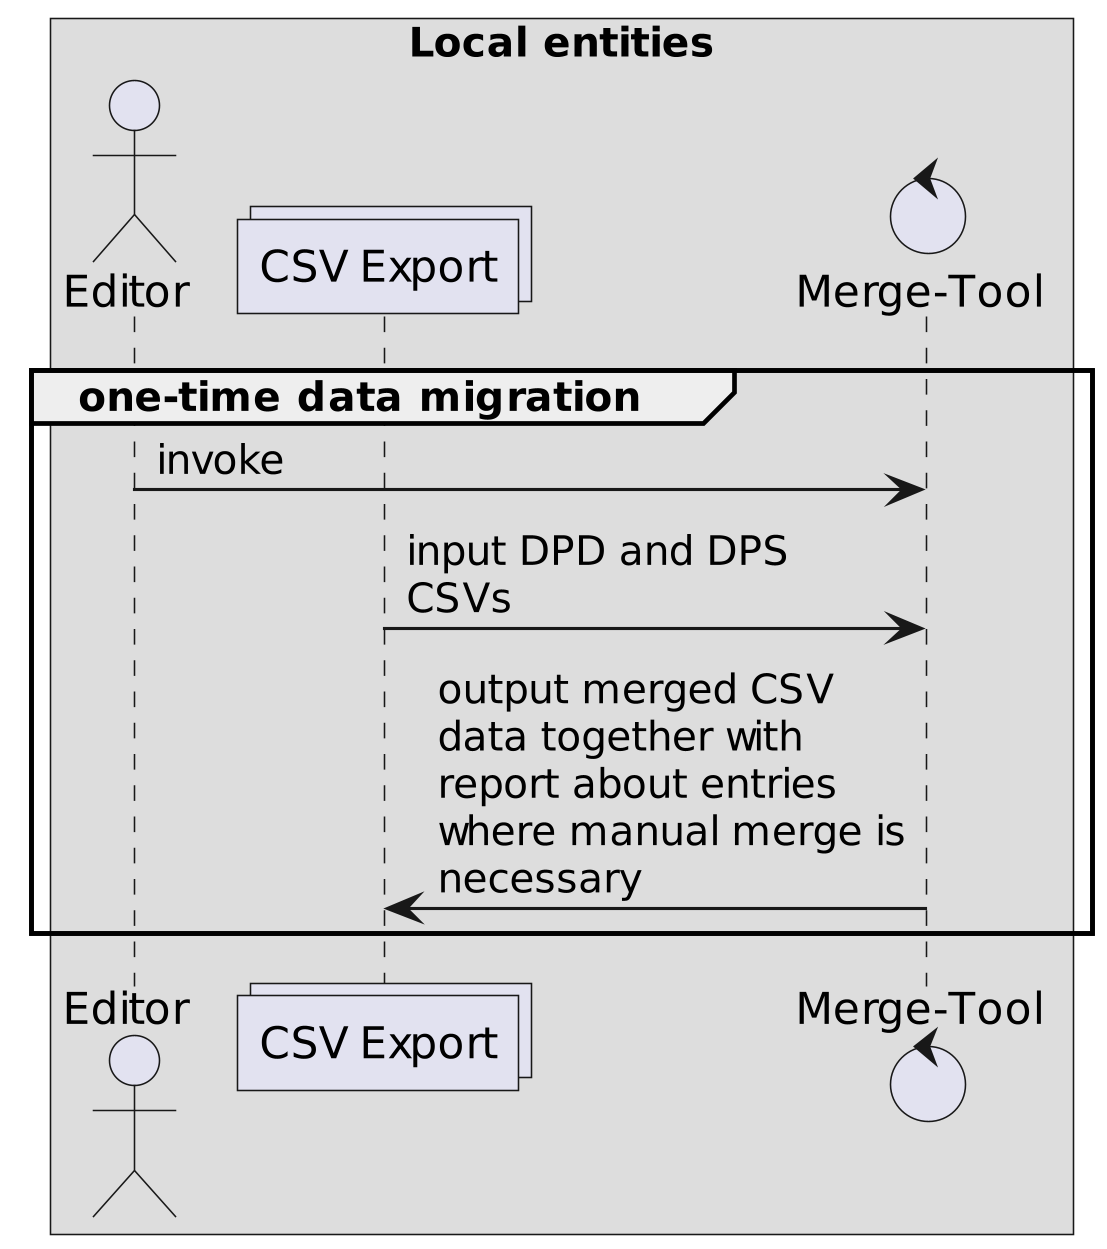 Local entities
Editor
CSV Export
Merge-Tool
one-time data migration
invoke
input DPD and DPS
CSVs
output merged CSV
data together with
report about entries
where manual merge is
necessary
Editor
CSV Export
Merge-Tool